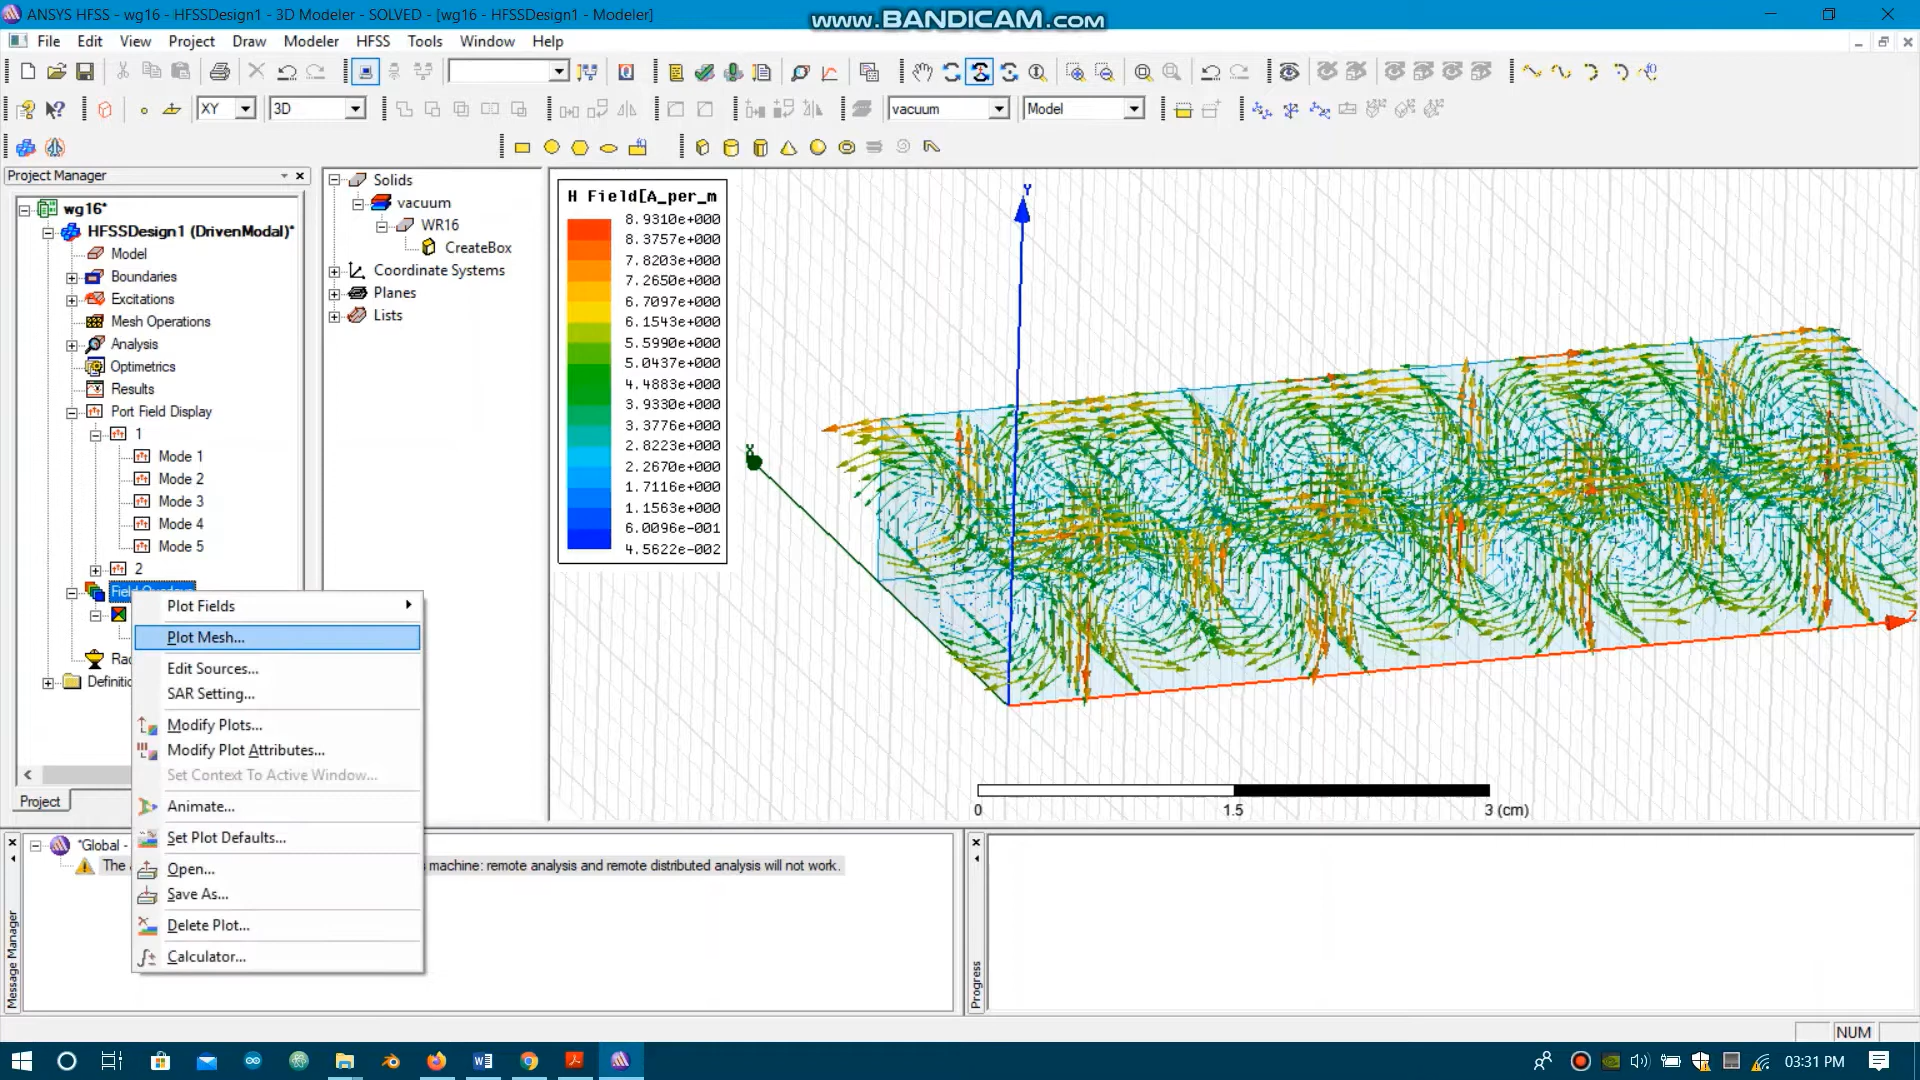 ANSYS HFSS - wg16 - HFSSDesign1 - 3D Modeler - SOLVED - [wg16 - HFSSDesign1 - Modeler]
www.BANDICAM.com
File Edit View Project Draw Modeler HFSS Tools Window Help
XY 3D vacuum Model
Project Manager
wg16*
HFSSDesign1 (DrivenModal)*
Model
Boundaries
Excitations
Mesh Operations
Analysis
Optimetrics
Results
Port Field Display
1
Mode 1
Mode 2
Mode 3
Mode 4
Mode 5
2
Project
Solids
vacuum
WR16
CreateBox
Coordinate Systems
Planes
Lists
Plot Fields
Plot Mesh...
Edit Sources...
SAR Setting...
Modify Plots...
Modify Plot Attributes...
Set Context To Active Window...
Animate...
Set Plot Defaults...
Open...
Save As...
Delete Plot...
Calculator...
H Field[A_per_m
8.9310e+000
8.3757e+000
7.8203e+000
7.2650e+000
6.7097e+000
6.1543e+000
5.5990e+000
5.0437e+000
4.4883e+000
3.9330e+000
3.3776e+000
2.8223e+000
2.2670e+000
1.7116e+000
1.1563e+000
6.0096e-001
4.5622e-002
Y
0 1.5 3 (cm)
Message Manager
*Global -
The
machine: remote analysis and remote distributed analysis will not work.
Progress
NUM
03:31 PM